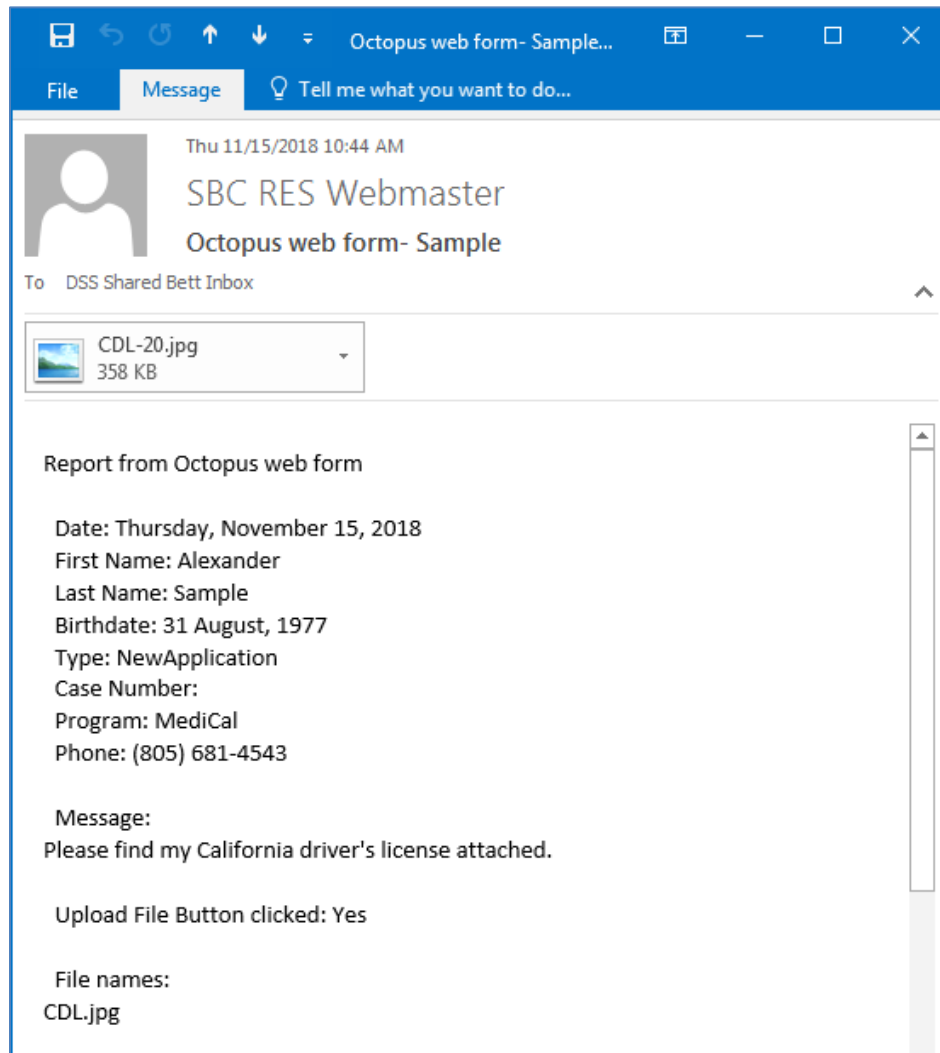 Octopus web form- Sample...
File Message Tell me what you want to do...
Thu 11/15/2018 10:44 AM
SBC RES Webmaster
Octopus web form- Sample
To DSS Shared Bett Inbox
CDL-20.jpg
358 KB
Report from Octopus web form
Date: Thursday, November 15, 2018
First Name: Alexander
Last Name: Sample
Birthdate: 31 August, 1977
Type: NewApplication
Case Number:
Program: MediCal
Phone: (805) 681-4543
Message:
Please find my California driver's license attached.
Upload File Button clicked: Yes
File names:
CDL.jpg